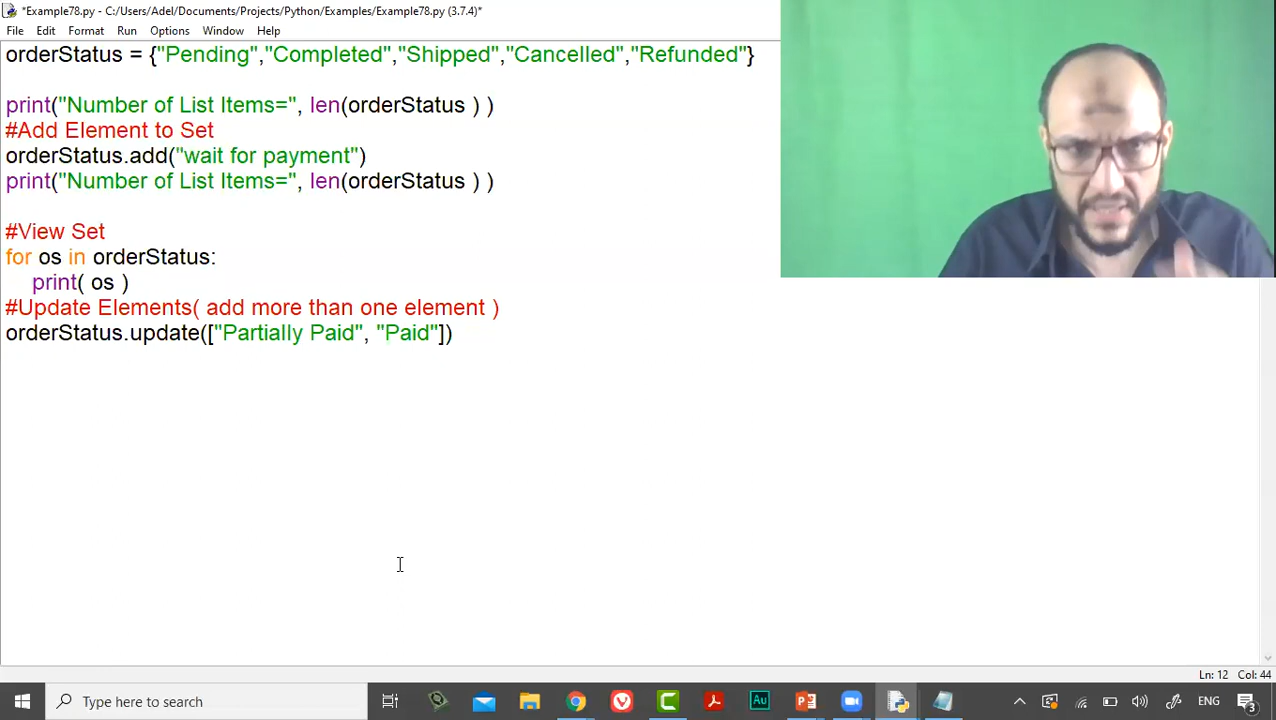 *Example78.py - C:/Users/Adel/Documents/Projects/Python/Examples/Example78.py (3.7.4)*
File Edit Format Run Options Window Help
orderStatus = {"Pending","Completed","Shipped","Cancelled","Refunded"}
print("Number of List Items=", len(orderStatus ) )
#Add Element to Set
orderStatus.add("wait for payment")
print("Number of List Items=", len(orderStatus ) )
#View Set
for os in orderStatus:
    print( os )
#Update Elements( add more than one element )
orderStatus.update(["Partially Paid", "Paid"])
Ln: 12 Col: 44
Type here to search
Au
ENG
3